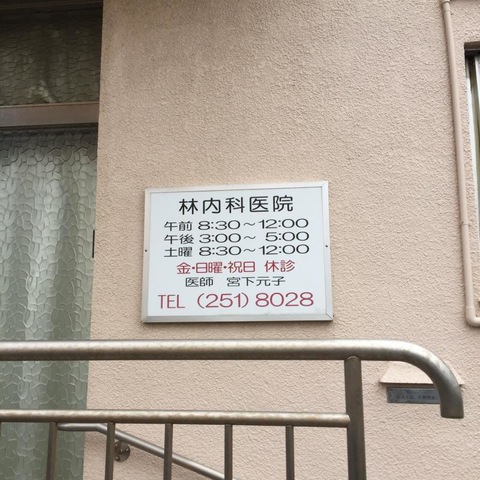 林内科医院
午前 8:30～12:00
午後 3:00～ 5:00
土曜 8:30～12:00
金・日曜・祝日 休診
医師 宮下元子
TEL (251) 8028